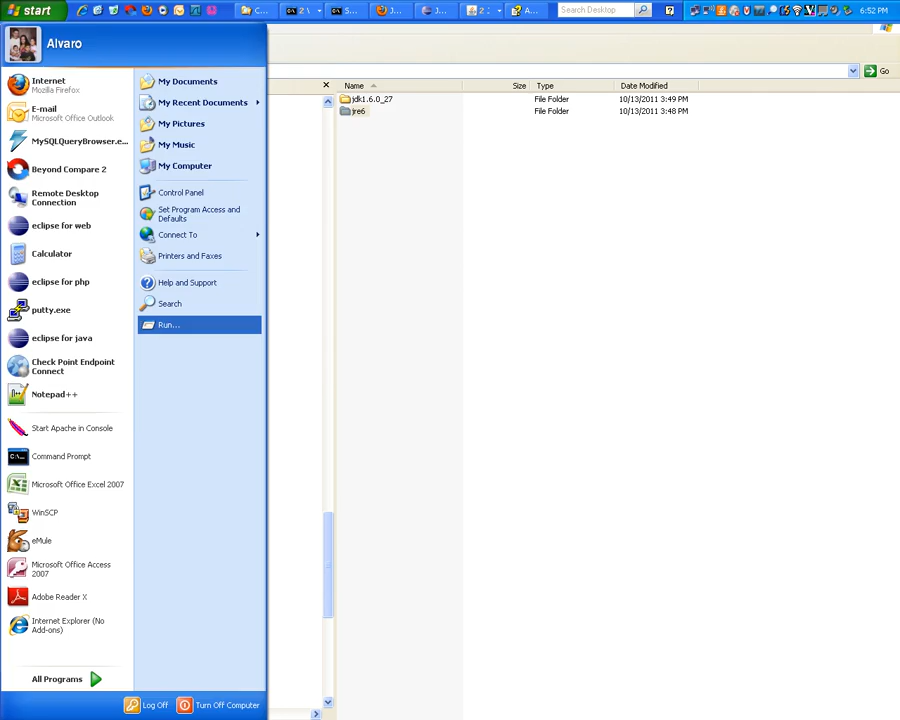 start
C...
2 \
S...
J...
J...
2 :
A...
Search Desktop
6:52 PM
Alvaro
Internet
Mozilla Firefox
E-mail
Microsoft Office Outlook
MySQLQueryBrowser.e...
Beyond Compare 2
Remote Desktop
Connection
eclipse for web
Calculator
eclipse for php
putty.exe
eclipse for java
Check Point Endpoint
Connect
Notepad++
Start Apache in Console
Command Prompt
Microsoft Office Excel 2007
WinSCP
eMule
Microsoft Office Access
2007
Adobe Reader X
Internet Explorer (No
Add-ons)
All Programs
My Documents
My Recent Documents
My Pictures
My Music
My Computer
Control Panel
Set Program Access and
Defaults
Connect To
Printers and Faxes
Help and Support
Search
Run...
Log Off
Turn Off Computer
Go
Name Size Type Date Modified
jdk1.6.0_27 File Folder 10/13/2011 3:49 PM
jre6 File Folder 10/13/2011 3:48 PM